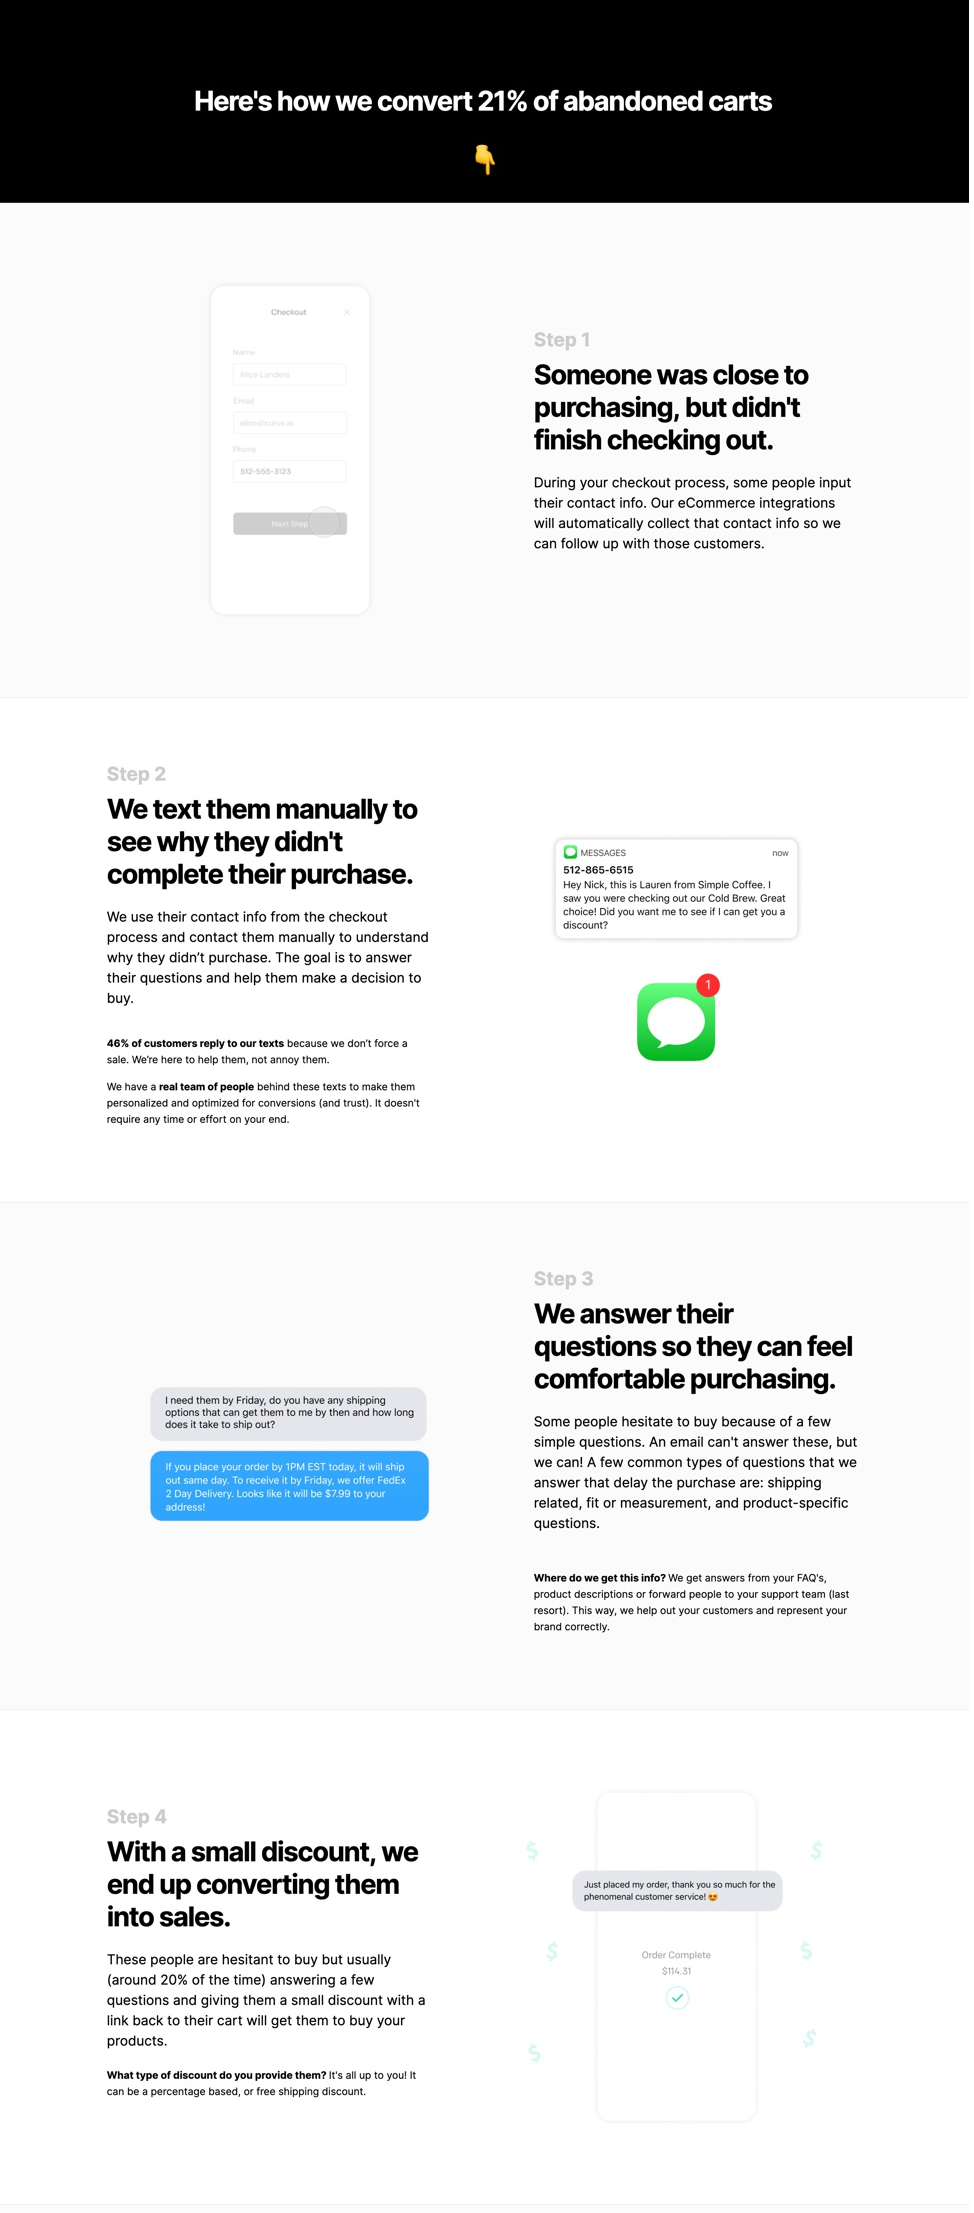 Here's how we convert 21% of abandoned carts
Checkout
Name
Alice Landers
Email
alice@curve.io
Phone
512-555-3123
Next Step
Step 1
Someone was close to
purchasing, but didn't
finish checking out.
During your checkout process, some people input
their contact info. Our eCommerce integrations
will automatically collect that contact info so we
can follow up with those customers.
Step 2
We text them manually to
see why they didn't
complete their purchase.
We use their contact info from the checkout
process and contact them manually to understand
why they didn’t purchase. The goal is to answer
their questions and help them make a decision to
buy.
46% of customers reply to our texts because we don’t force a
sale. We’re here to help them, not annoy them.
We have a real team of people behind these texts to make them
personalized and optimized for conversions (and trust). It doesn't
require any time or effort on your end.
MESSAGES
now
512-865-6515
Hey Nick, this is Lauren from Simple Coffee. I
saw you were checking out our Cold Brew. Great
choice! Did you want me to see if I can get you a
discount?
1
I need them by Friday, do you have any shipping
options that can get them to me by then and how long
does it take to ship out?
If you place your order by 1PM EST today, it will ship
out same day. To receive it by Friday, we offer FedEx
2 Day Delivery. Looks like it will be $7.99 to your
address!
Step 3
We answer their
questions so they can feel
comfortable purchasing.
Some people hesitate to buy because of a few
simple questions. An email can't answer these, but
we can! A few common types of questions that we
answer that delay the purchase are: shipping
related, fit or measurement, and product-specific
questions.
Where do we get this info? We get answers from your FAQ's,
product descriptions or forward people to your support team (last
resort). This way, we help out your customers and represent your
brand correctly.
Step 4
With a small discount, we
end up converting them
into sales.
These people are hesitant to buy but usually
(around 20% of the time) answering a few
questions and giving them a small discount with a
link back to their cart will get them to buy your
products.
What type of discount do you provide them? It's all up to you! It
can be a percentage based, or free shipping discount.
$
$
Just placed my order, thank you so much for the
phenomenal customer service! 😍
$
$
Order Complete
$114.31
$
$